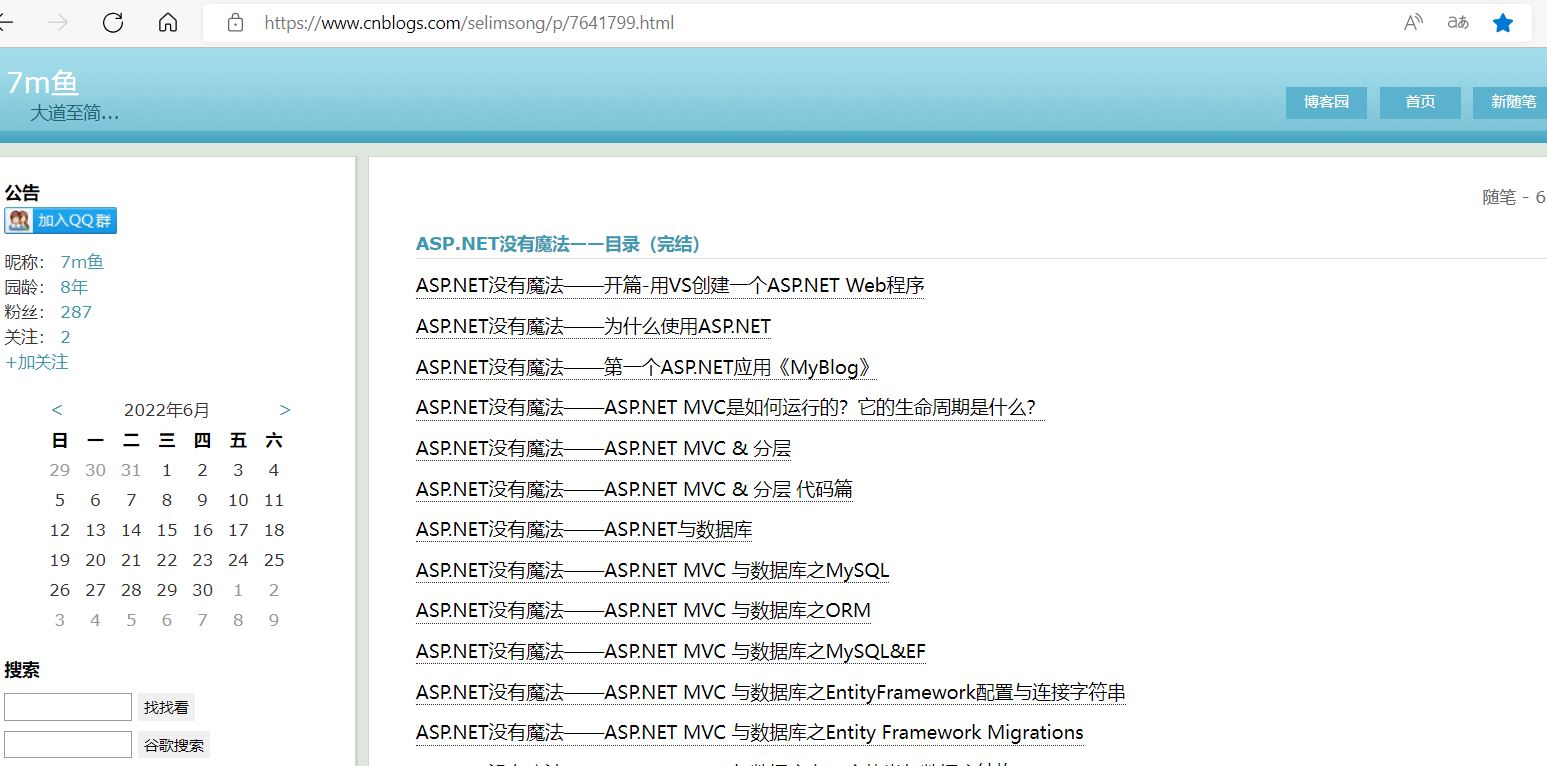 https://www.cnblogs.com/selimsong/p/7641799.html
7m鱼
大道至简…
博客园 首页 新随笔
公告
加入QQ群
昵称： 7m鱼
园龄： 8年
粉丝： 287
关注： 2
+加关注
< 2022年6月 >
日 一 二 三 四 五 六
29 30 31 1 2 3 4
5 6 7 8 9 10 11
12 13 14 15 16 17 18
19 20 21 22 23 24 25
26 27 28 29 30 1 2
3 4 5 6 7 8 9
搜索
找找看
谷歌搜索
随笔 - 6
ASP.NET没有魔法——目录（完结）
ASP.NET没有魔法——开篇-用VS创建一个ASP.NET Web程序
ASP.NET没有魔法——为什么使用ASP.NET
ASP.NET没有魔法——第一个ASP.NET应用《MyBlog》
ASP.NET没有魔法——ASP.NET MVC是如何运行的？它的生命周期是什么？
ASP.NET没有魔法——ASP.NET MVC & 分层
ASP.NET没有魔法——ASP.NET MVC & 分层 代码篇
ASP.NET没有魔法——ASP.NET与数据库
ASP.NET没有魔法——ASP.NET MVC 与数据库之MySQL
ASP.NET没有魔法——ASP.NET MVC 与数据库之ORM
ASP.NET没有魔法——ASP.NET MVC 与数据库之MySQL&EF
ASP.NET没有魔法——ASP.NET MVC 与数据库之EntityFramework配置与连接字符串
ASP.NET没有魔法——ASP.NET MVC 与数据库之Entity Framework Migrations